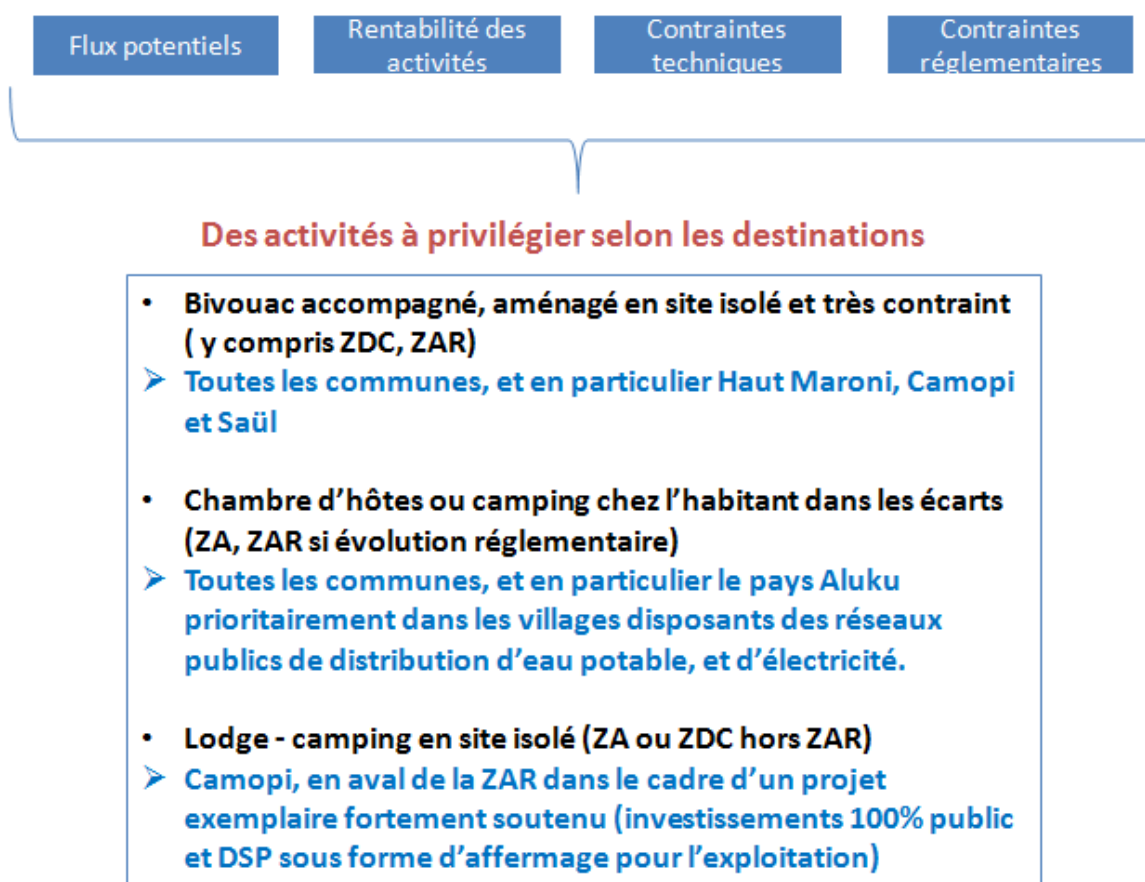 Flux potentiels
Rentabilité des
activités
Contraintes
techniques
Contraintes
réglementaires
Des activités à privilégier selon les destinations
• Bivouac accompagné, aménagé en site isolé et très contraint
( y compris ZDC, ZAR)
➢ Toutes les communes, et en particulier Haut Maroni, Camopi
et Saül
• Chambre d’hôtes ou camping chez l’habitant dans les écarts
(ZA, ZAR si évolution réglementaire)
➢ Toutes les communes, et en particulier le pays Aluku
prioritairement dans les villages disposants des réseaux
publics de distribution d’eau potable, et d’électricité.
• Lodge - camping en site isolé (ZA ou ZDC hors ZAR)
➢ Camopi, en aval de la ZAR dans le cadre d’un projet
exemplaire fortement soutenu (investissements 100% public
et DSP sous forme d’affermage pour l’exploitation)